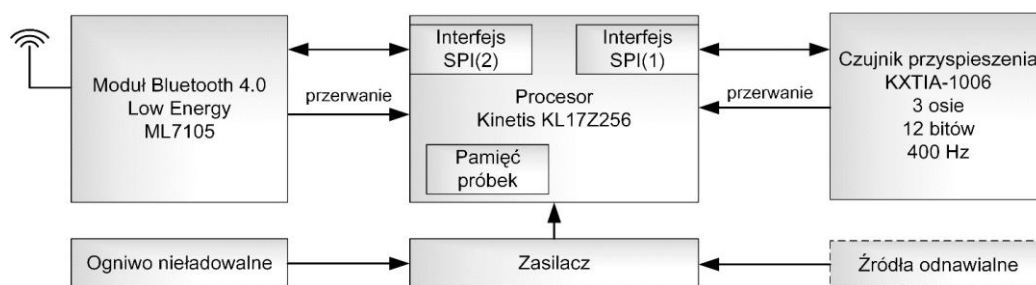 Moduł Bluetooth 4.0
Low Energy
ML7105
przerwanie
Interfejs
SPI(2)
Interfejs
SPI(1)
Procesor
Kinetis KL17Z256
Pamięć
próbek
przerwanie
Czujnik przyspieszenia
KXTIA-1006
3 osie
12 bitów
400 Hz
Ogniwo nieładowalne
Zasilacz
Źródła odnawialne